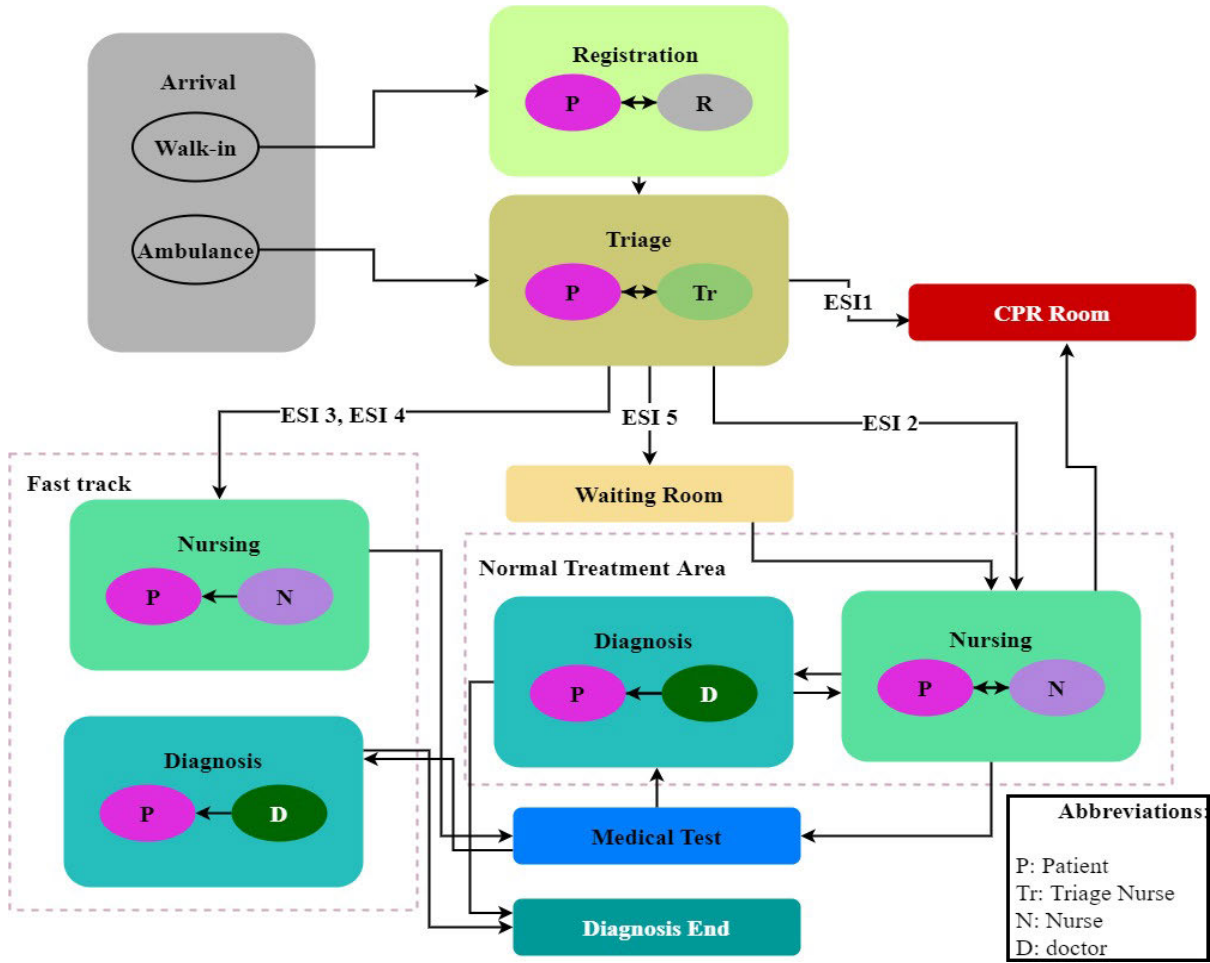 Arrival
Walk-in
Ambulance
Registration
P
R
Triage
P
Tr
ESI1
CPR Room
ESI 3, ESI 4
ESI 5
ESI 2
Fast track
Nursing
P
N
Diagnosis
P
D
Waiting Room
Normal Treatment Area
Diagnosis
P
D
Nursing
P
N
Medical Test
Diagnosis End
Abbreviations:
P: Patient
Tr: Triage Nurse
N: Nurse
D: doctor